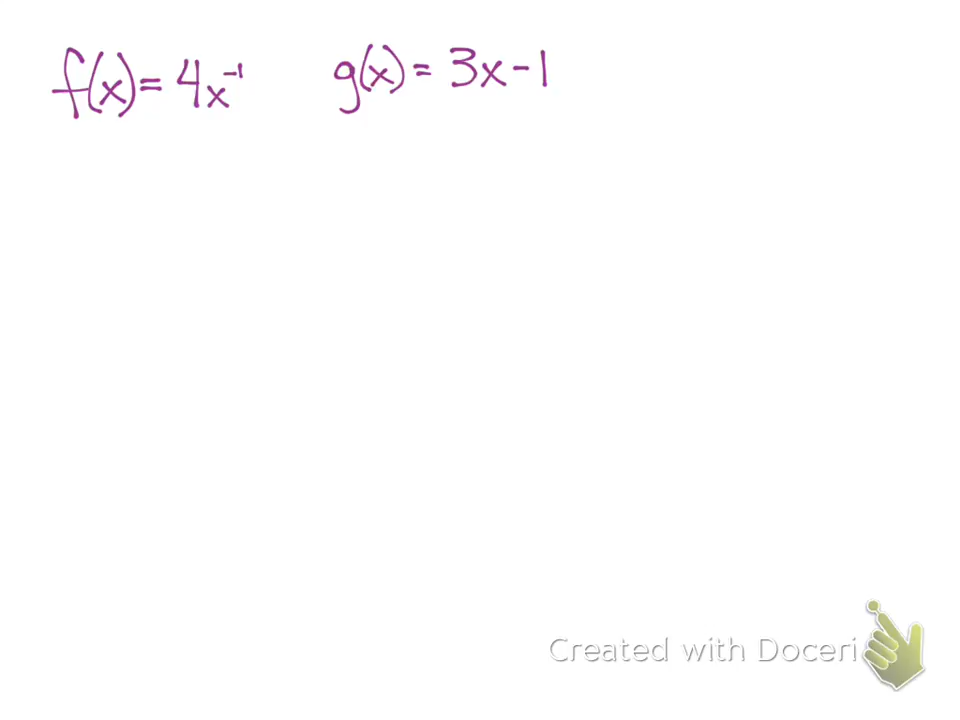 f(x) = 4x⁻¹ g(x) = 3x - 1
Created with Doceri